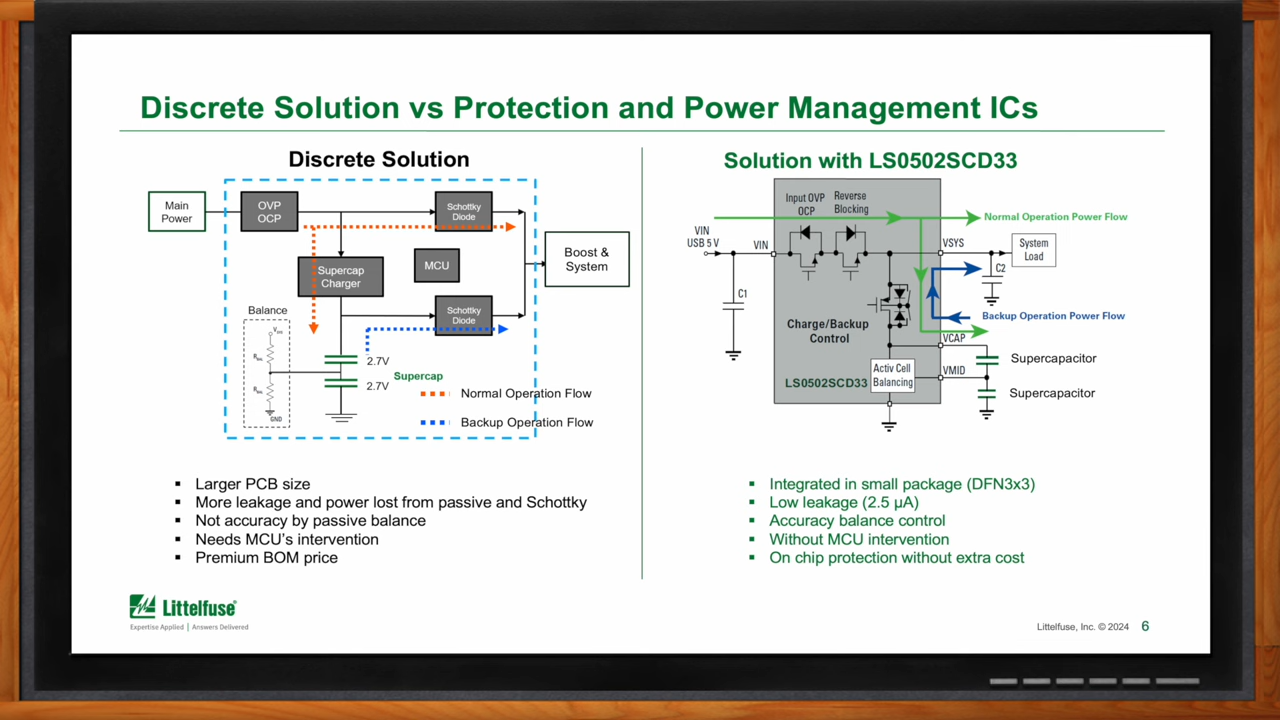 Discrete Solution vs Protection and Power Management ICs
Discrete Solution
Main
Power
OVP
OCP
Schottky
Diode
Supercap
Charger
MCU
Boost &
System
Schottky
Diode
Balance
GND
2.7V
2.7V
Supercap
Normal Operation Flow
Backup Operation Flow
▪ Larger PCB size
▪ More leakage and power lost from passive and Schottky
▪ Not accuracy by passive balance
▪ Needs MCU's intervention
▪ Premium BOM price
Solution with LS0502SCD33
Input OVP
OCP
Reverse
Blocking
Normal Operation Power Flow
VIN
USB 5 V
VIN
VSYS
System
Load
C1
C2
Backup Operation Power Flow
Charge/Backup
Control
VCAP
Activ Cell
Balancing
VMID
LS0502SCD33
Supercapacitor
Supercapacitor
▪ Integrated in small package (DFN3x3)
▪ Low leakage (2.5 µA)
▪ Accuracy balance control
▪ Without MCU intervention
▪ On chip protection without extra cost
Littelfuse®
Expertise Applied | Answers Delivered
Littelfuse, Inc. © 2024 6